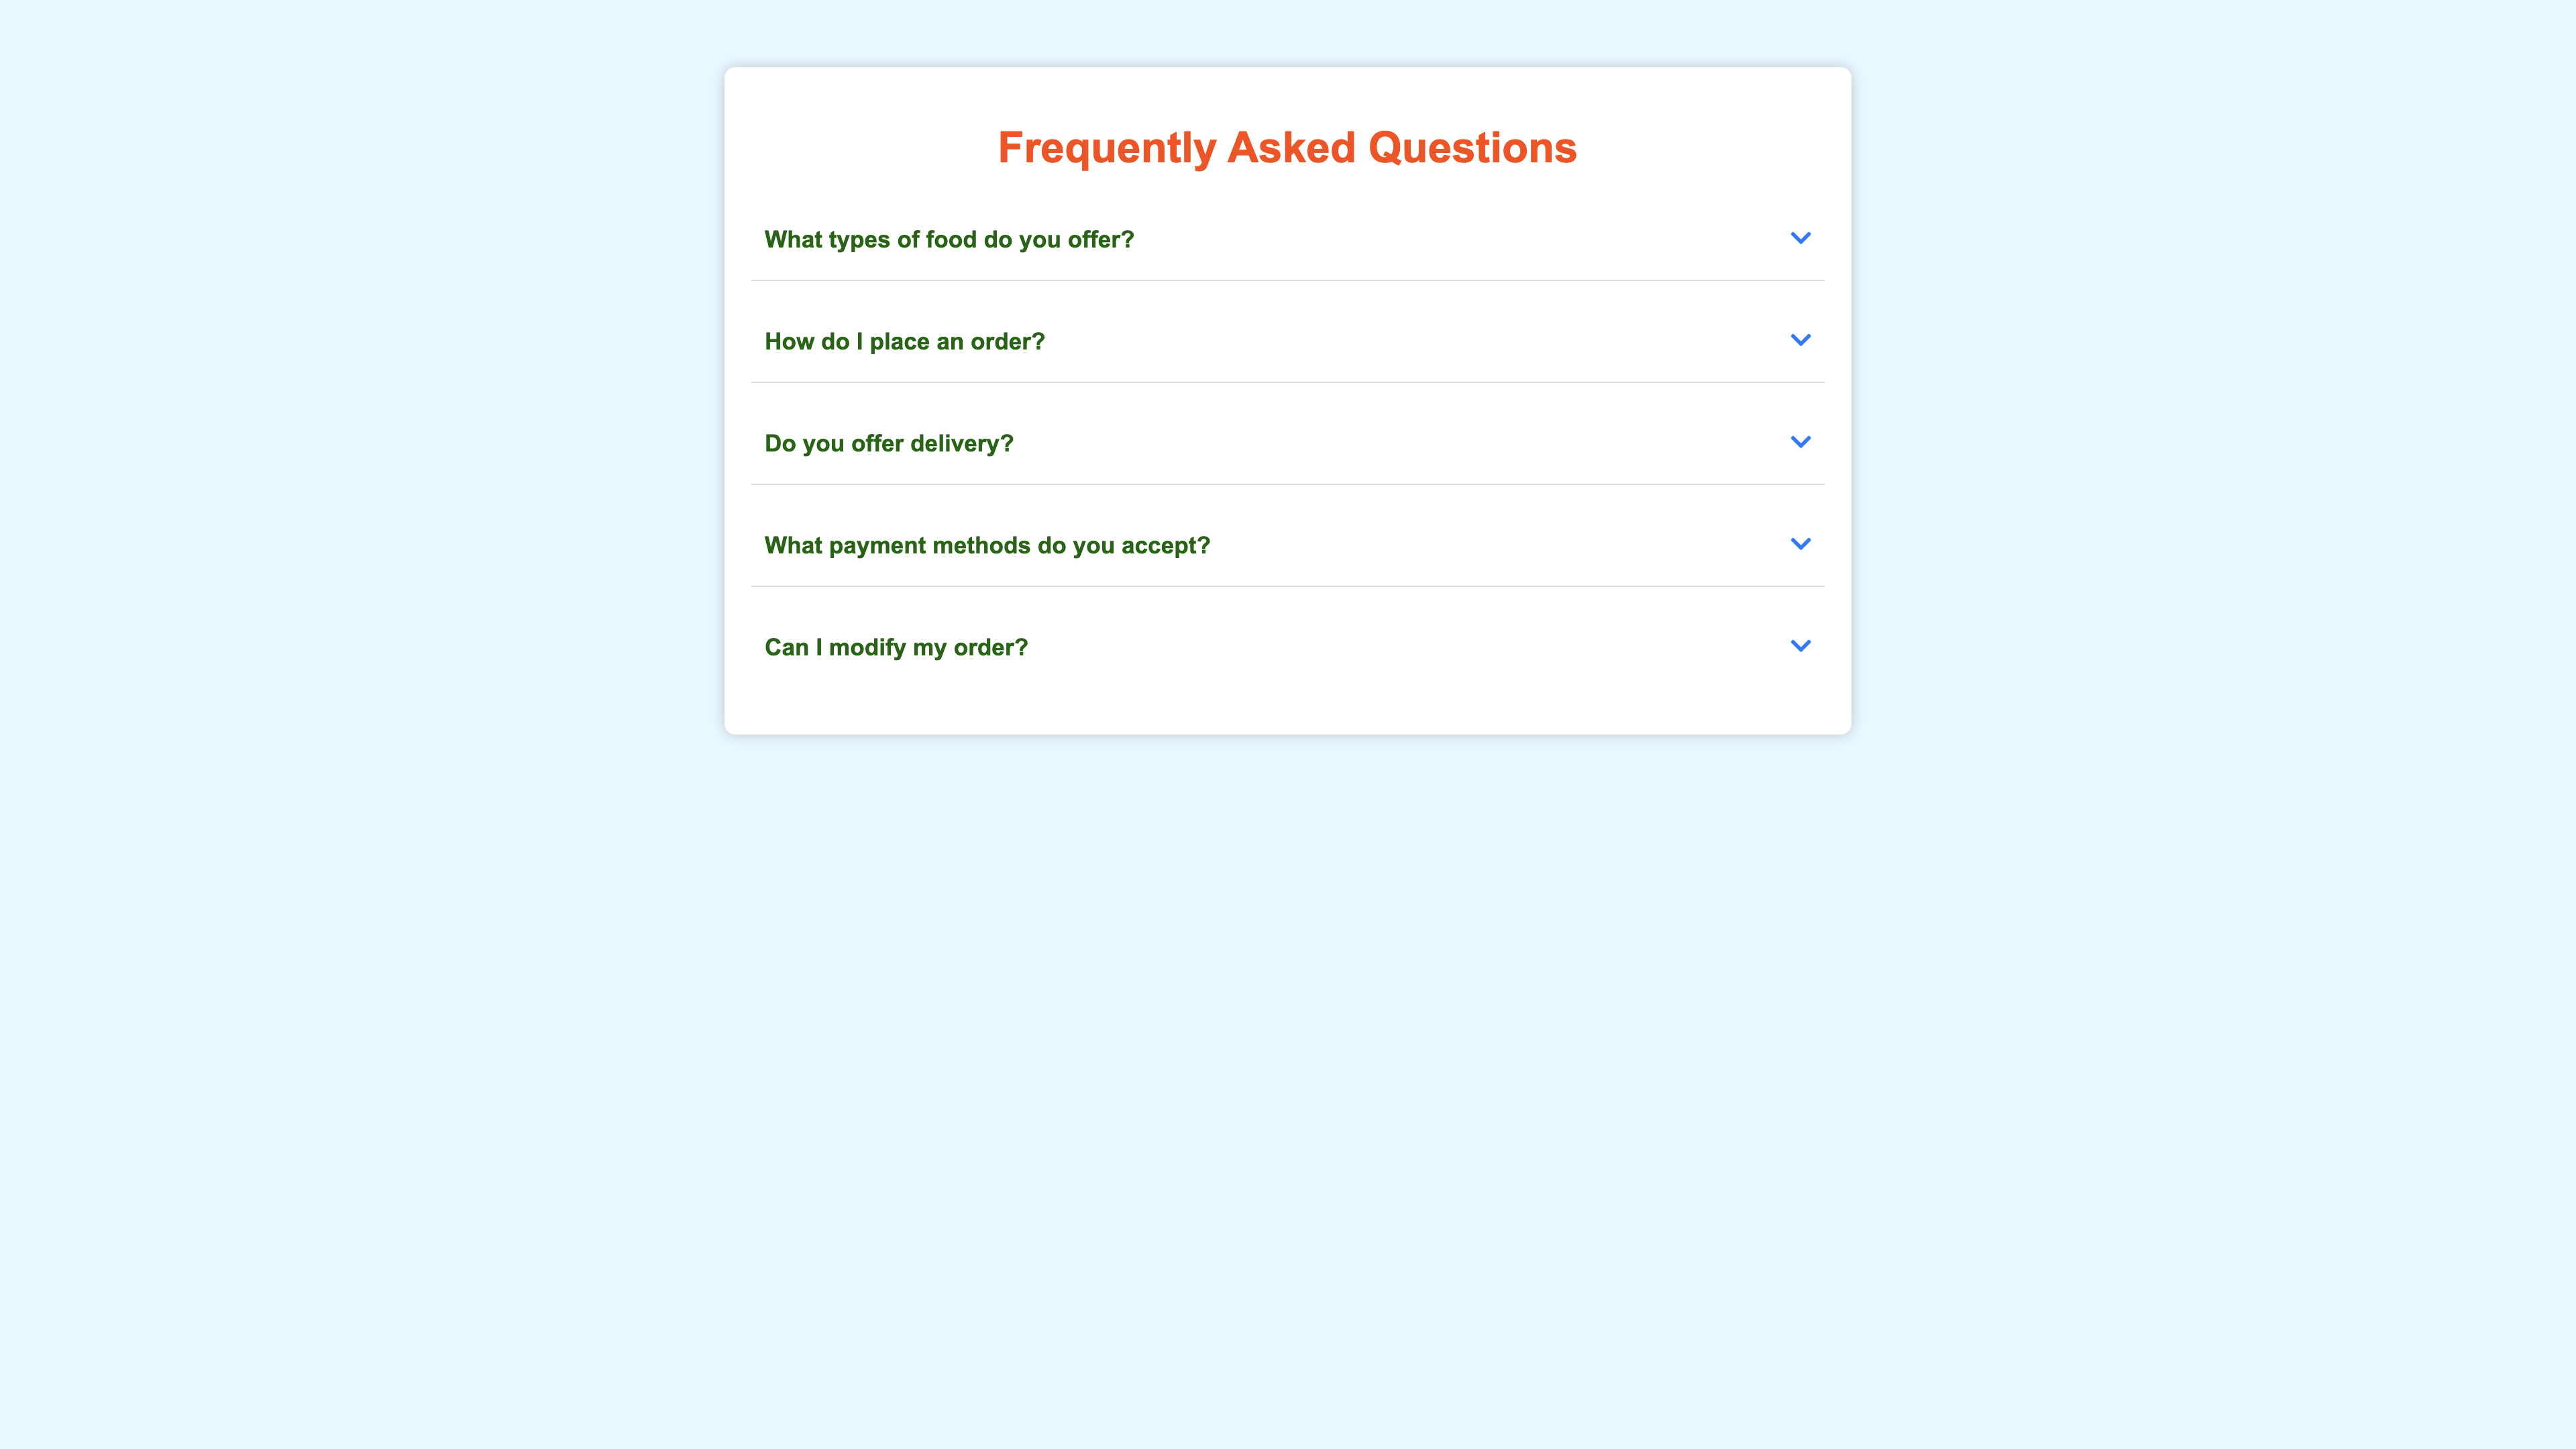 Frequently Asked Questions
What types of food do you offer?
How do I place an order?
Do you offer delivery?
What payment methods do you accept?
Can I modify my order?